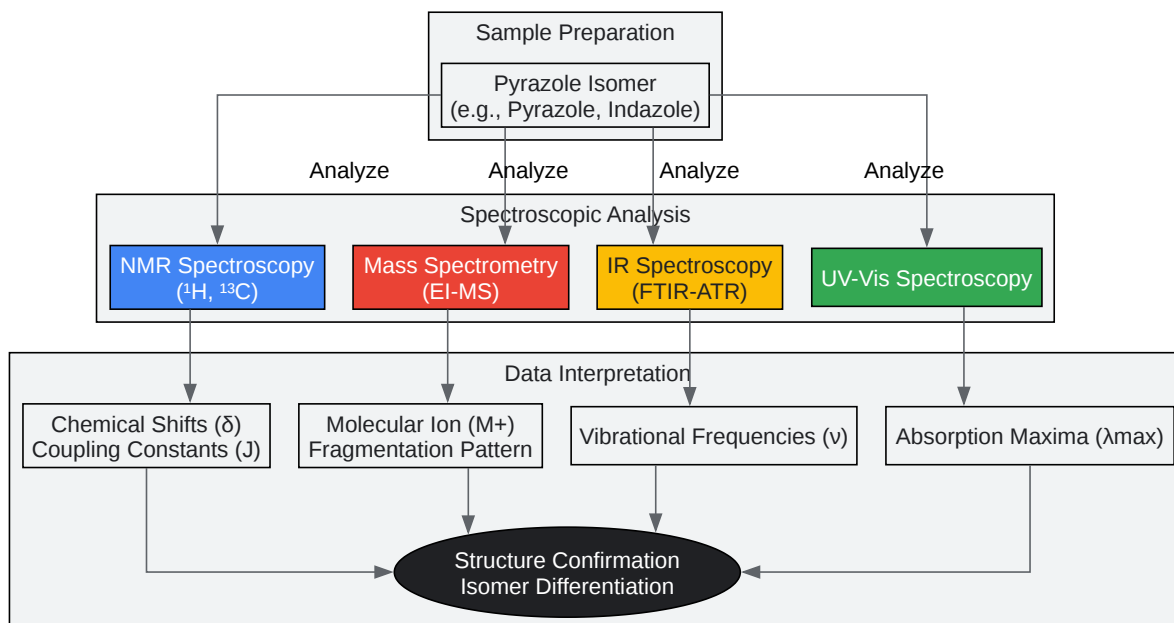 Sample Preparation
Pyrazole Isomer
(e.g., Pyrazole, Indazole)
Analyze
Analyze
Analyze
Analyze
Spectroscopic Analysis
NMR Spectroscopy
(¹H, ¹³C)
Mass Spectrometry
(EI-MS)
IR Spectroscopy
(FTIR-ATR)
UV-Vis Spectroscopy
Data Interpretation
Chemical Shifts (δ)
Coupling Constants (J)
Molecular Ion (M+)
Fragmentation Pattern
Vibrational Frequencies (ν)
Absorption Maxima (λmax)
Structure Confirmation
Isomer Differentiation